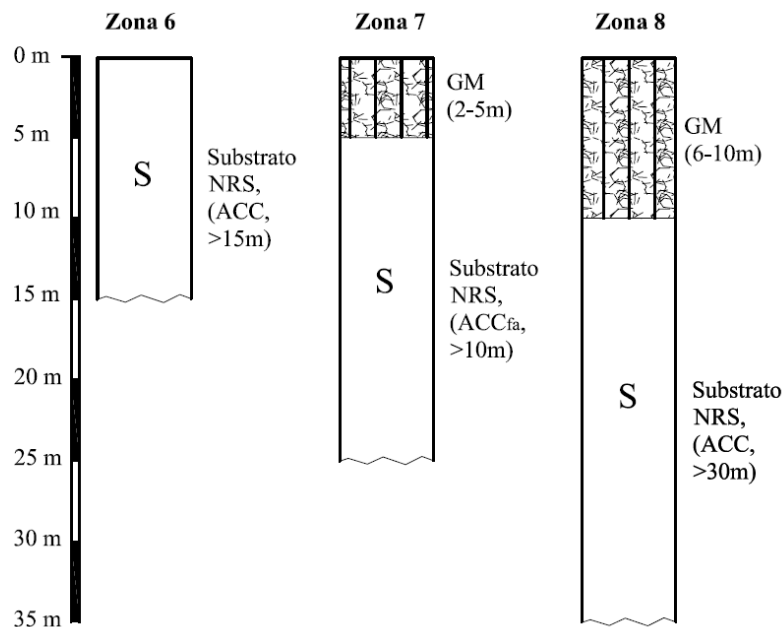 Zona 6
Zona 7
Zona 8
0 m
5 m
10 m
15 m
20 m
25 m
30 m
35 m
S
Substrato
NRS,
(ACC,
>15m)
GM
(2-5m)
S
Substrato
NRS,
(ACCfa,
>10m)
GM
(6-10m)
S
Substrato
NRS,
(ACC,
>30m)